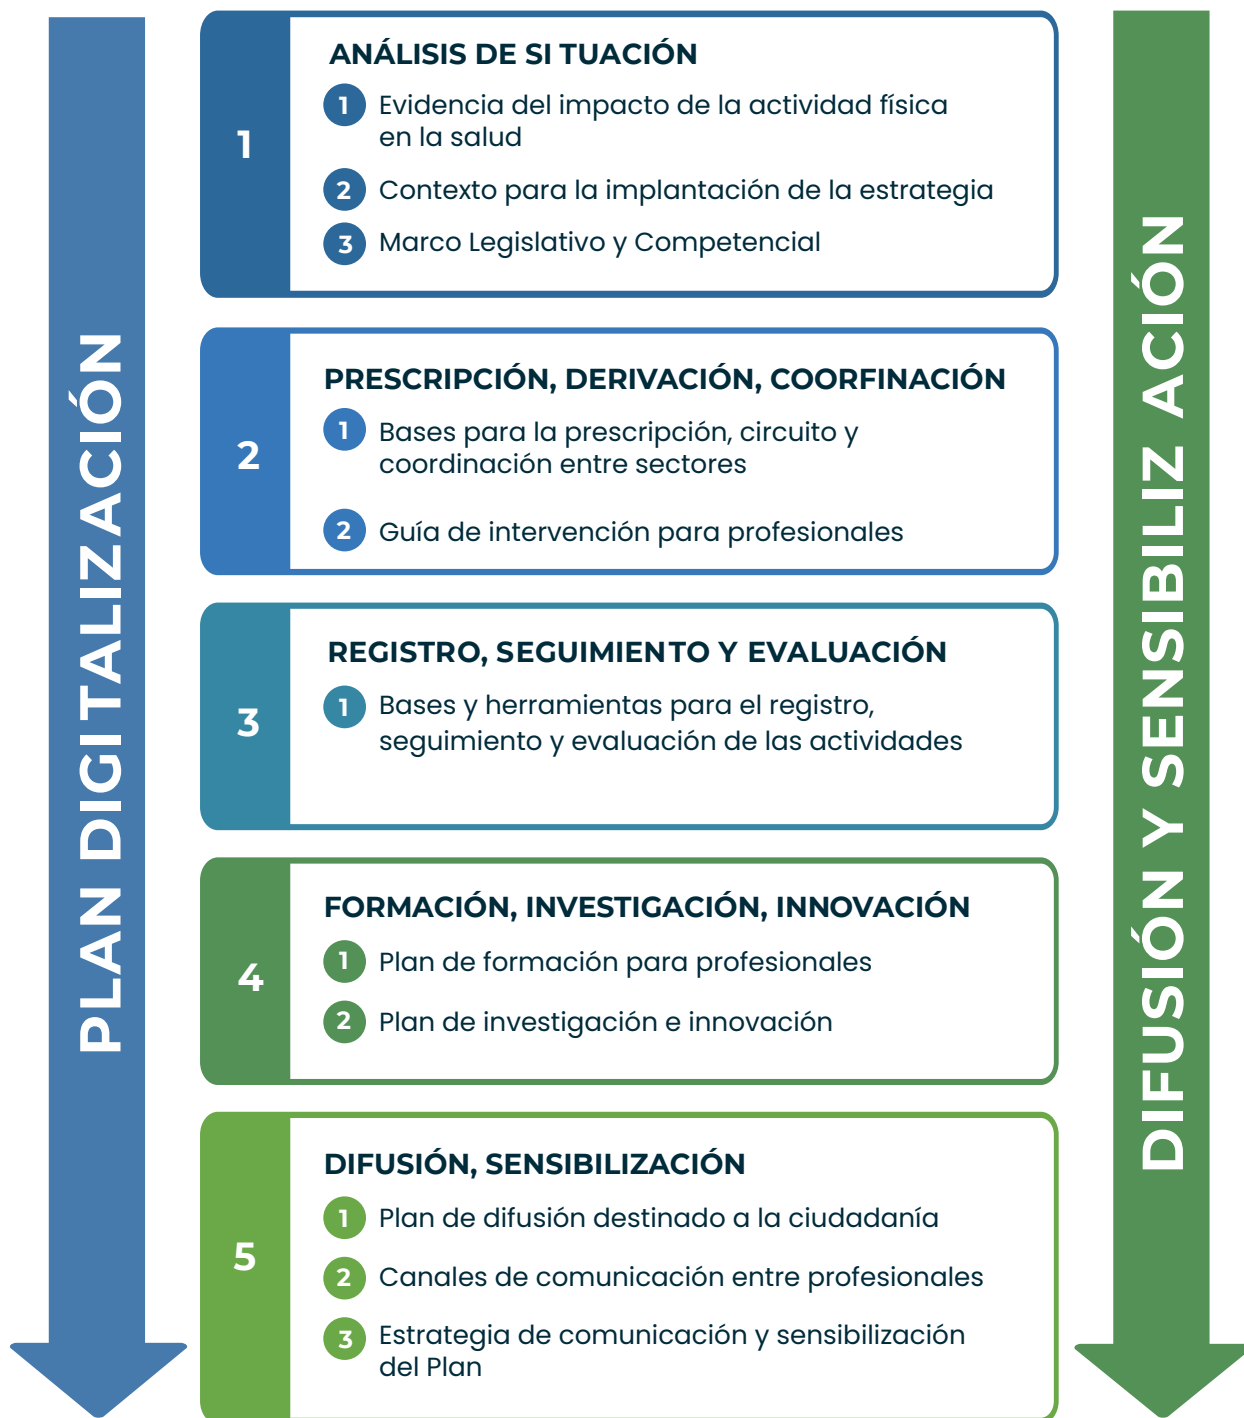 PLAN DIGITALIZACIÓN
1
ANÁLISIS DE SI TUACIÓN
1 Evidencia del impacto de la actividad física
en la salud
2 Contexto para la implantación de la estrategia
3 Marco Legislativo y Competencial
2
PRESCRIPCIÓN, DERIVACIÓN, COORFINACIÓN
1 Bases para la prescripción, circuito y
coordinación entre sectores
2 Guía de intervención para profesionales
3
REGISTRO, SEGUIMIENTO Y EVALUACIÓN
1 Bases y herramientas para el registro,
seguimiento y evaluación de las actividades
4
FORMACIÓN, INVESTIGACIÓN, INNOVACIÓN
1 Plan de formación para profesionales
2 Plan de investigación e innovación
5
DIFUSIÓN, SENSIBILIZACIÓN
1 Plan de difusión destinado a la ciudadanía
2 Canales de comunicación entre profesionales
3 Estrategia de comunicación y sensibilización
del Plan
DIFUSIÓN Y SENSIBILIZ ACIÓN